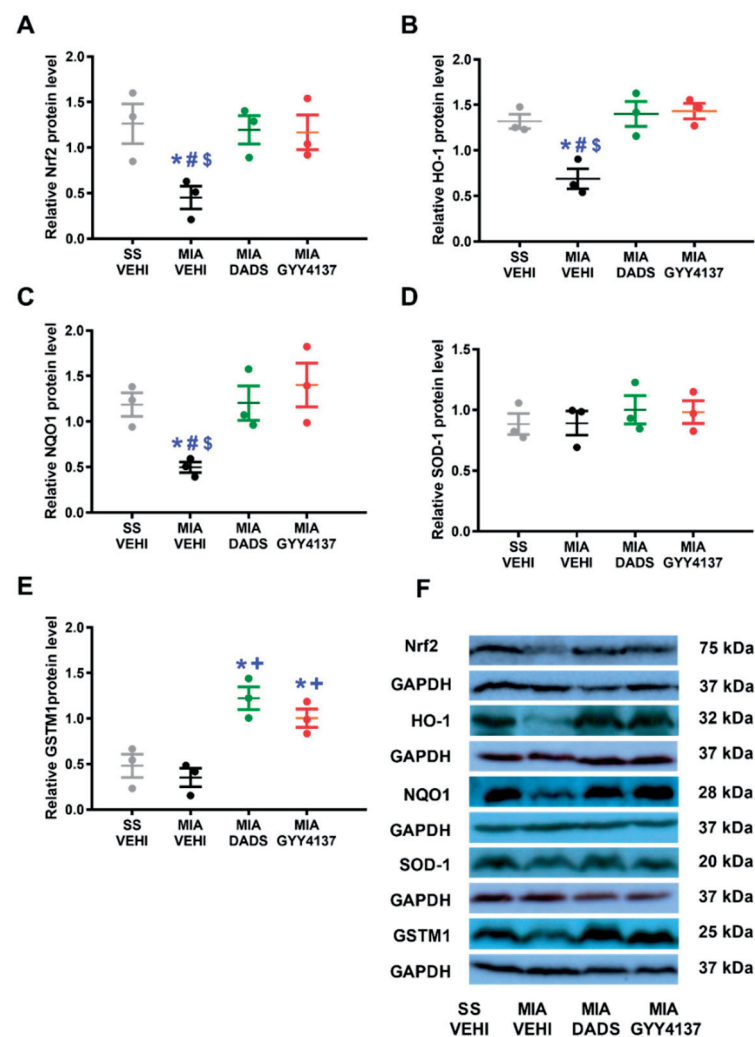 A
Relative Nrf2 protein level
2.0
1.5
1.0
0.5
0.0
*#$
SS VEHI
MIA VEHI
MIA DADS
MIA GYY4137
B
Relative HO-1 protein level
2.0
1.5
1.0
0.5
0.0
*#$
SS VEHI
MIA VEHI
MIA DADS
MIA GYY4137
C
Relative NQO1 protein level
2.0
1.5
1.0
0.5
0.0
*#$
SS VEHI
MIA VEHI
MIA DADS
MIA GYY4137
D
Relative SOD-1 protein level
1.5
1.0
0.5
0.0
SS VEHI
MIA VEHI
MIA DADS
MIA GYY4137
E
Relative GSTM1protein level
2.0
1.5
1.0
0.5
0.0
*+
*+
SS VEHI
MIA VEHI
MIA DADS
MIA GYY4137
F
Nrf2 75 kDa
GAPDH 37 kDa
HO-1 32 kDa
GAPDH 37 kDa
NQO1 28 kDa
GAPDH 37 kDa
SOD-1 20 kDa
GAPDH 37 kDa
GSTM1 25 kDa
GAPDH 37 kDa
SS MIA MIA MIA
VEHI VEHI DADS GYY4137